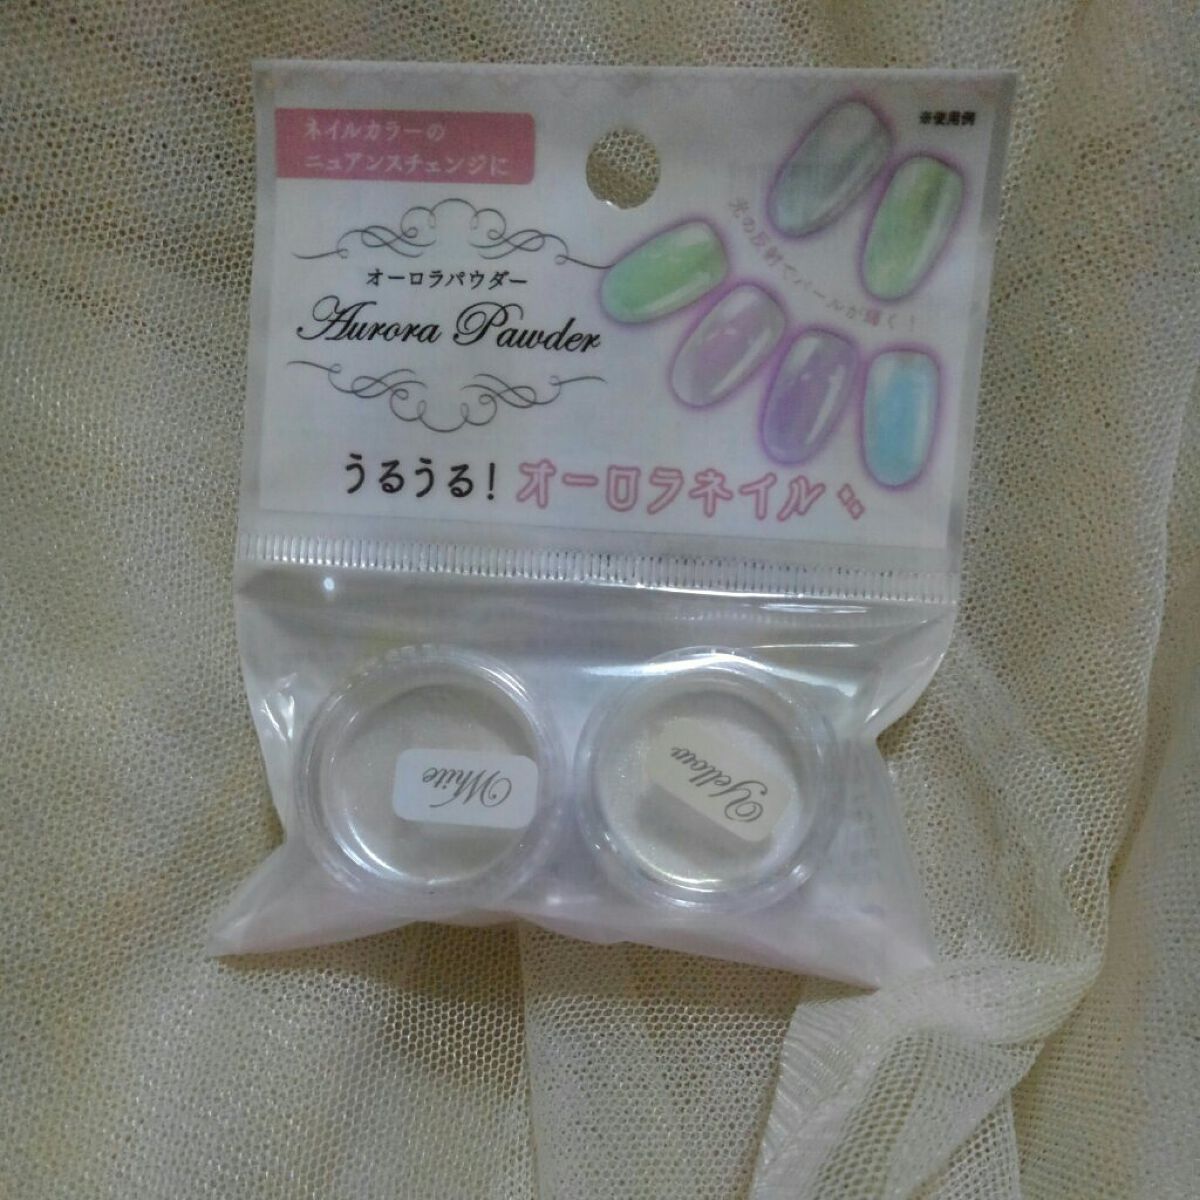 ネイルカラーの
ニュアンスチェンジに
※使用例
光の反射でパールが輝く!
オーロラパウダー
Aurora Pawder
うるうる! オーロラネイル
White
Yellow